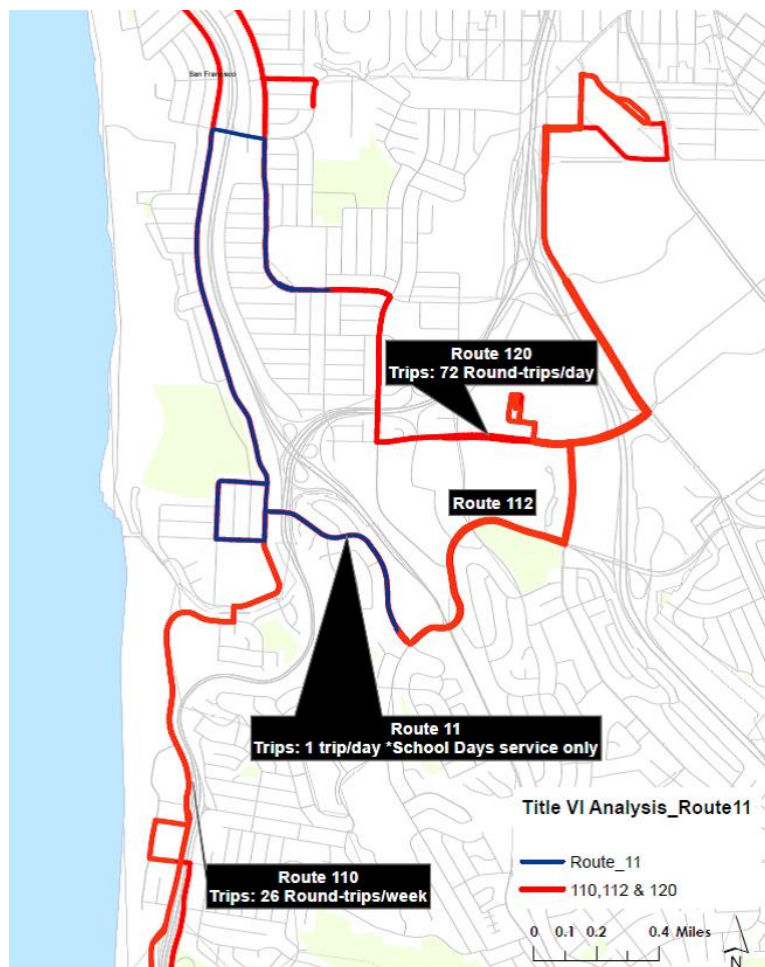 San Francisco
Route 120
Trips: 72 Round-trips/day
Route 112
Route 11
Trips: 1 trip/day *School Days service only
Title VI Analysis_Route11
Route_11
110,112 & 120
Route 110
Trips: 26 Round-trips/week
0 0.1 0.2 0.4 Miles
N